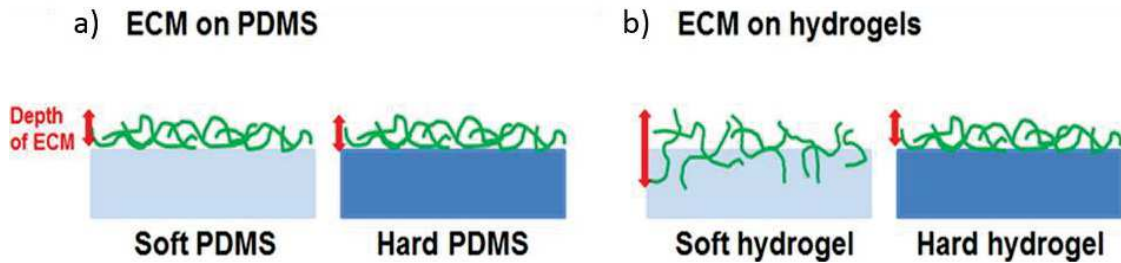 a) ECM on PDMS
b) ECM on hydrogels
Depth
of ECM
Soft PDMS
Hard PDMS
Soft hydrogel
Hard hydrogel